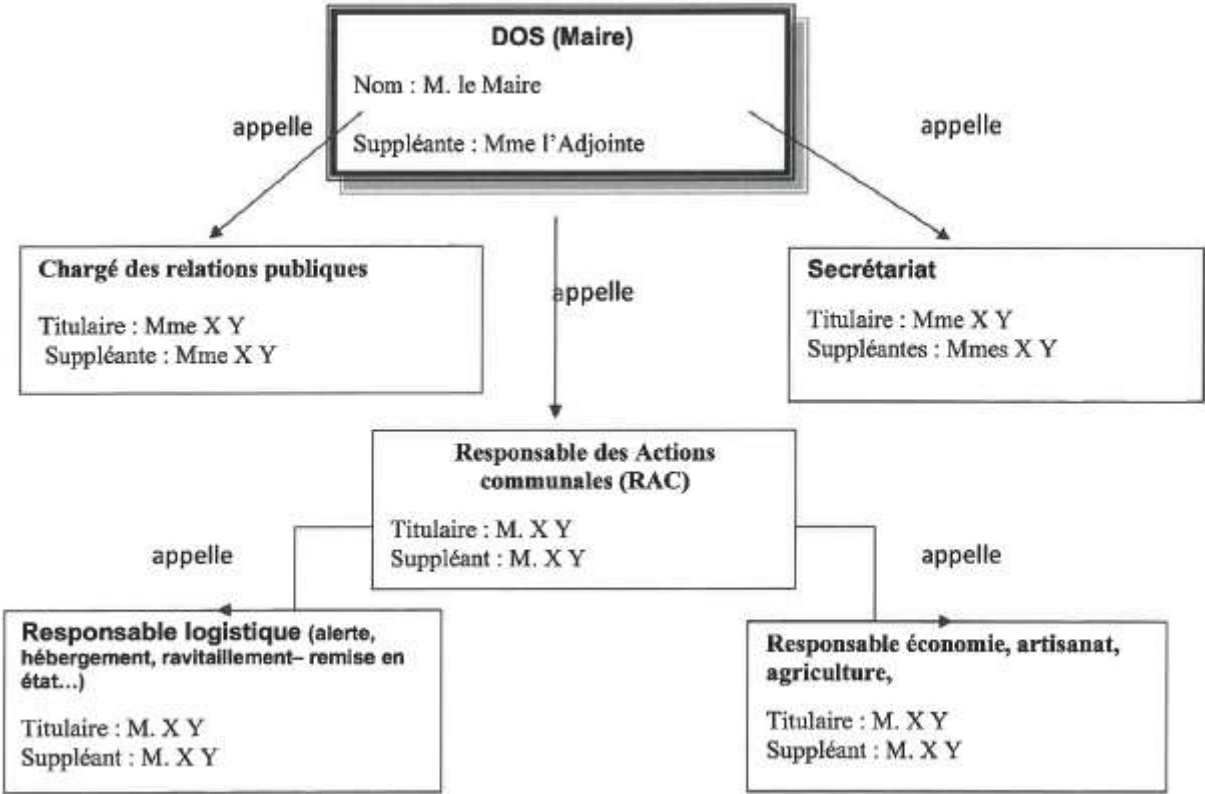 DOS (Maire)
Nom : M. le Maire
Suppléante : Mme l'Adjointe
appelle
appelle
Chargé des relations publiques
Titulaire : Mme X Y
Suppléante : Mme X Y
appelle
Secrétariat
Titulaire : Mme X Y
Suppléantes : Mmes X Y
Responsable des Actions
communales (RAC)
Titulaire : M. X Y
Suppléant : M. X Y
appelle
appelle
Responsable logistique (alerte,
hébergement, ravitaillement– remise en
état...)
Titulaire : M. X Y
Suppléant : M. X Y
Responsable économie, artisanat,
agriculture,
Titulaire : M. X Y
Suppléant : M. X Y